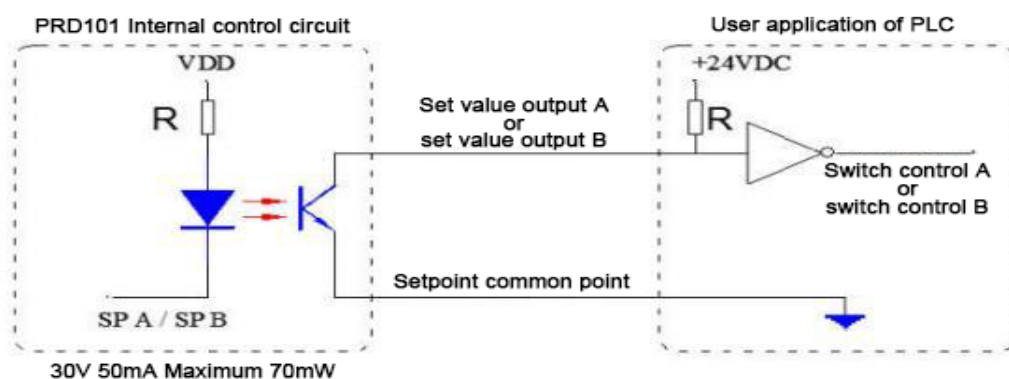 PRD101 Internal control circuit
User application of PLC
VDD
+24VDC
R
Set value output A
or
set value output B
R
Switch control A
or
switch control B
Setpoint common point
SP A / SP B
30V 50mA Maximum 70mW